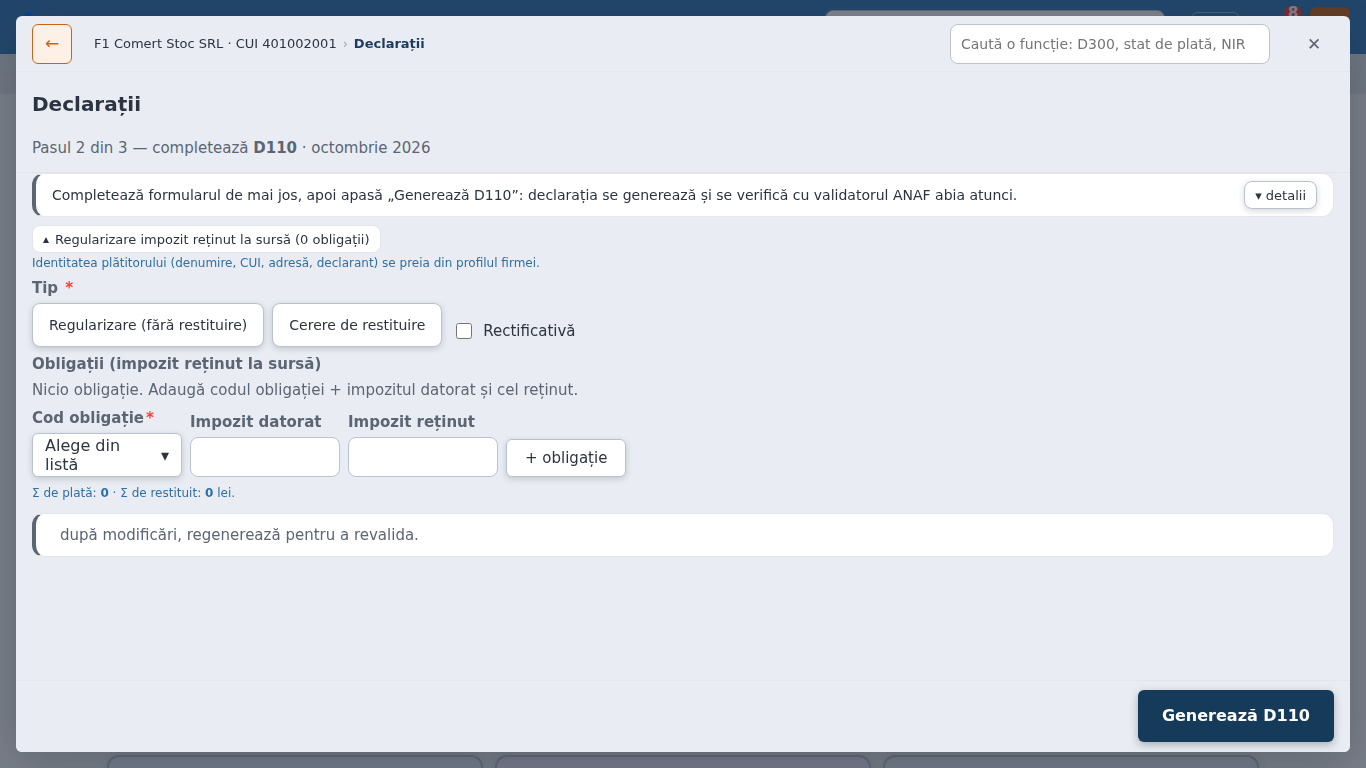 8
←
F1 Comert Stoc SRL · CUI 401002001 › Declarații
Caută o funcție: D300, stat de plată, NIR
✕
Declarații
Pasul 2 din 3 — completează D110 · octombrie 2026
Completează formularul de mai jos, apoi apasă „Generează D110”: declarația se generează și se verifică cu validatorul ANAF abia atunci.
▾ detalii
▴ Regularizare impozit reținut la sursă (0 obligații)
Identitatea plătitorului (denumire, CUI, adresă, declarant) se preia din profilul firmei.
Tip *
Regularizare (fără restituire)
Cerere de restituire
Rectificativă
Obligații (impozit reținut la sursă)
Nicio obligație. Adaugă codul obligației + impozitul datorat și cel reținut.
Cod obligație*
Impozit datorat
Impozit reținut
Alege din
listă
▼
+ obligație
Σ de plată: 0 · Σ de restituit: 0 lei.
după modificări, regenerează pentru a revalida.
Generează D110